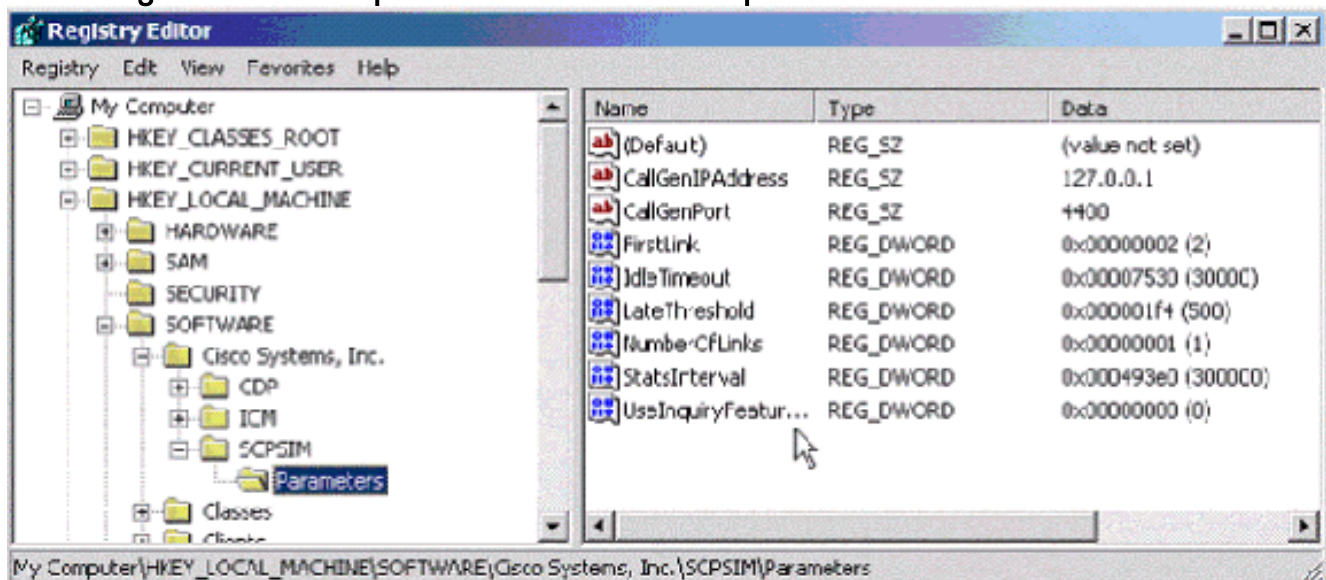 Registry Editor
Registry Edit View Favorites Help
My Computer
HKEY_CLASSES_ROOT
HKEY_CURRENT_USER
HKEY_LOCAL_MACHINE
HARDWARE
SAM
SECURITY
SOFTWARE
Cisco Systems, Inc.
CDP
ICM
SCPSIM
Parameters
Classes
Clients
Name Type Data
(Default) REG_SZ (value not set)
CallGenIPAddress REG_SZ 127.0.0.1
CallGenPort REG_SZ 4400
FirstLink REG_DWORD 0x00000002 (2)
IdleTimeout REG_DWORD 0x00007530 (30000)
LateThreshold REG_DWORD 0x000001f4 (500)
NumberOfLinks REG_DWORD 0x00000001 (1)
StatsInterval REG_DWORD 0x000493e0 (300000)
UseInquiryFeatur... REG_DWORD 0x00000000 (0)
My Computer\HKEY_LOCAL_MACHINE\SOFTWARE\Cisco Systems, Inc.\SCPSIM\Parameters